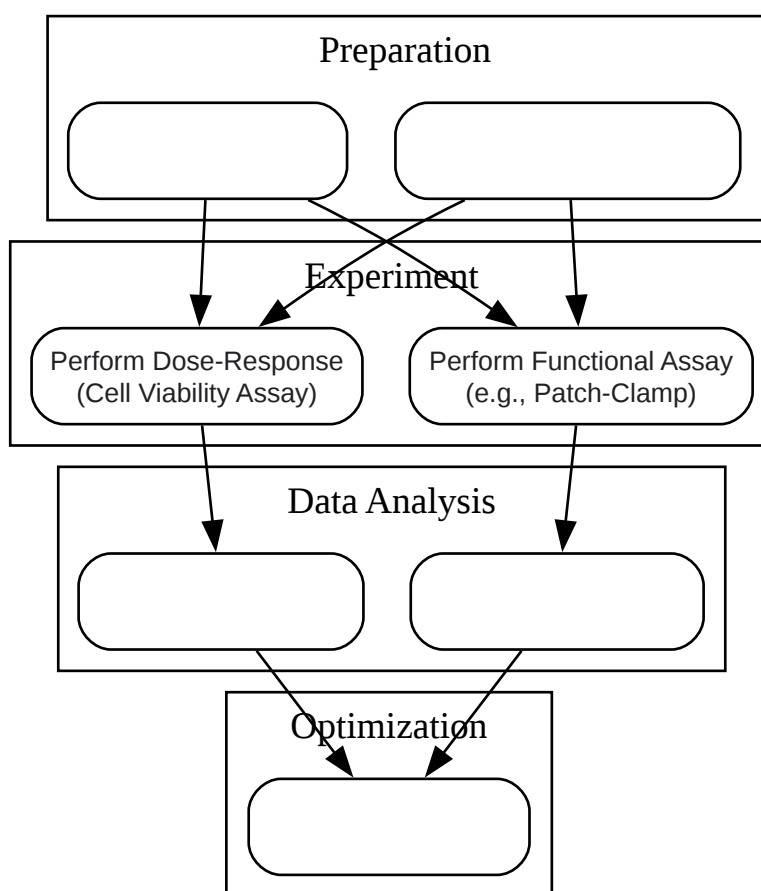 Preparation
Experiment
Perform Dose-Response
(Cell Viability Assay)
Perform Functional Assay
(e.g., Patch-Clamp)
Data Analysis
Optimization